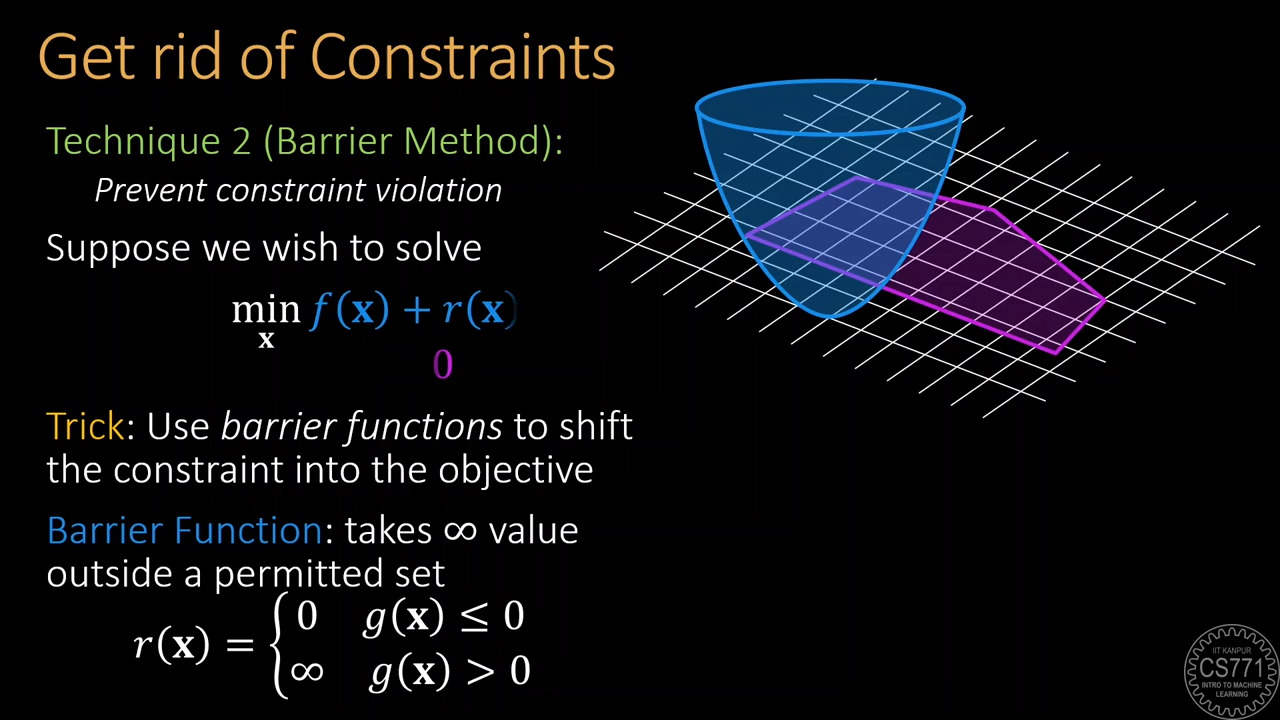 Get rid of Constraints
Technique 2 (Barrier Method):
Prevent constraint violation
Suppose we wish to solve
min f(𝐱) + r(𝐱)
𝐱
0
Trick: Use barrier functions to shift
the constraint into the objective
Barrier Function: takes ∞ value
outside a permitted set
r(𝐱) = { 0 g(𝐱) ≤ 0
∞ g(𝐱) > 0
IIT KANPUR
CS771
INTRO TO MACHINE
LEARNING